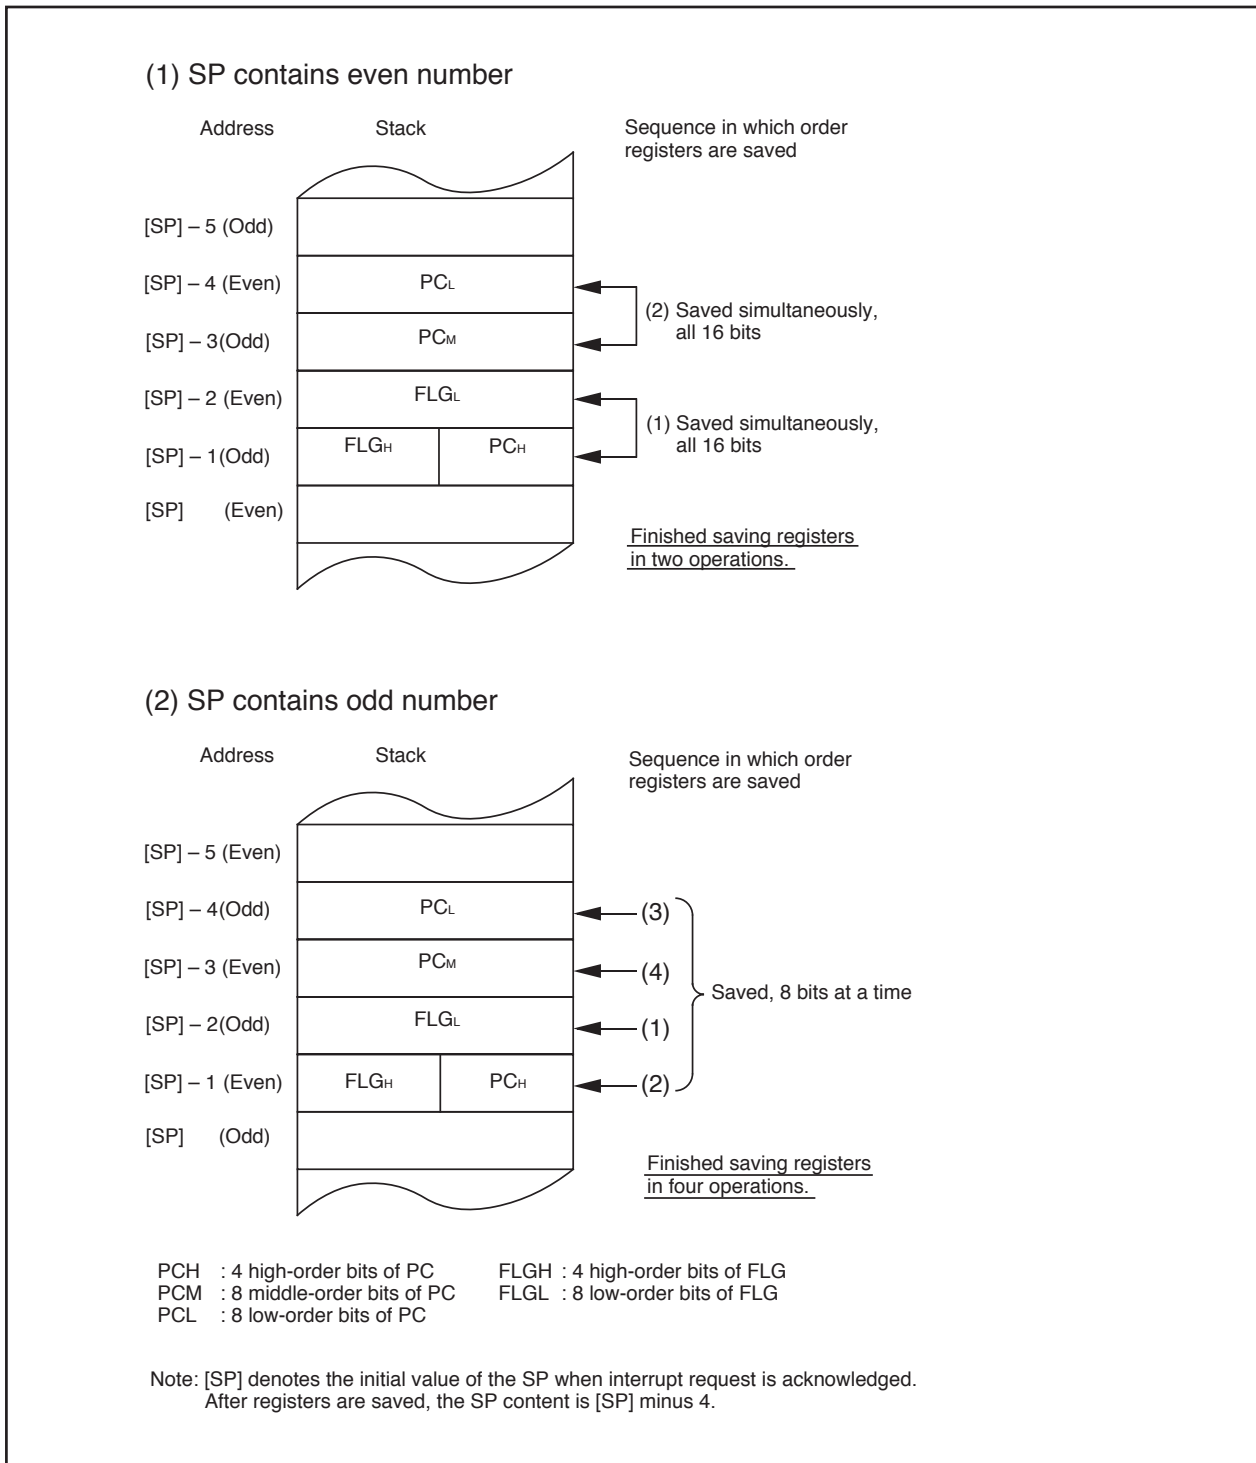 (1) SP contains even number
Address Stack Sequence in which order
registers are saved
[SP] – 5 (Odd)
[SP] – 4 (Even) PCL
(2) Saved simultaneously,
all 16 bits
[SP] – 3(Odd) PCM
[SP] – 2 (Even) FLGL
(1) Saved simultaneously,
all 16 bits
[SP] – 1(Odd) FLGH PCH
[SP] (Even)
Finished saving registers
in two operations.
(2) SP contains odd number
Address Stack Sequence in which order
registers are saved
[SP] – 5 (Even)
[SP] – 4(Odd) PCL (3)
[SP] – 3 (Even) PCM (4)
Saved, 8 bits at a time
[SP] – 2(Odd) FLGL (1)
[SP] – 1 (Even) FLGH PCH (2)
[SP] (Odd)
Finished saving registers
in four operations.
PCH : 4 high-order bits of PC FLGH : 4 high-order bits of FLG
PCM : 8 middle-order bits of PC FLGL : 8 low-order bits of FLG
PCL : 8 low-order bits of PC
Note: [SP] denotes the initial value of the SP when interrupt request is acknowledged.
After registers are saved, the SP content is [SP] minus 4.